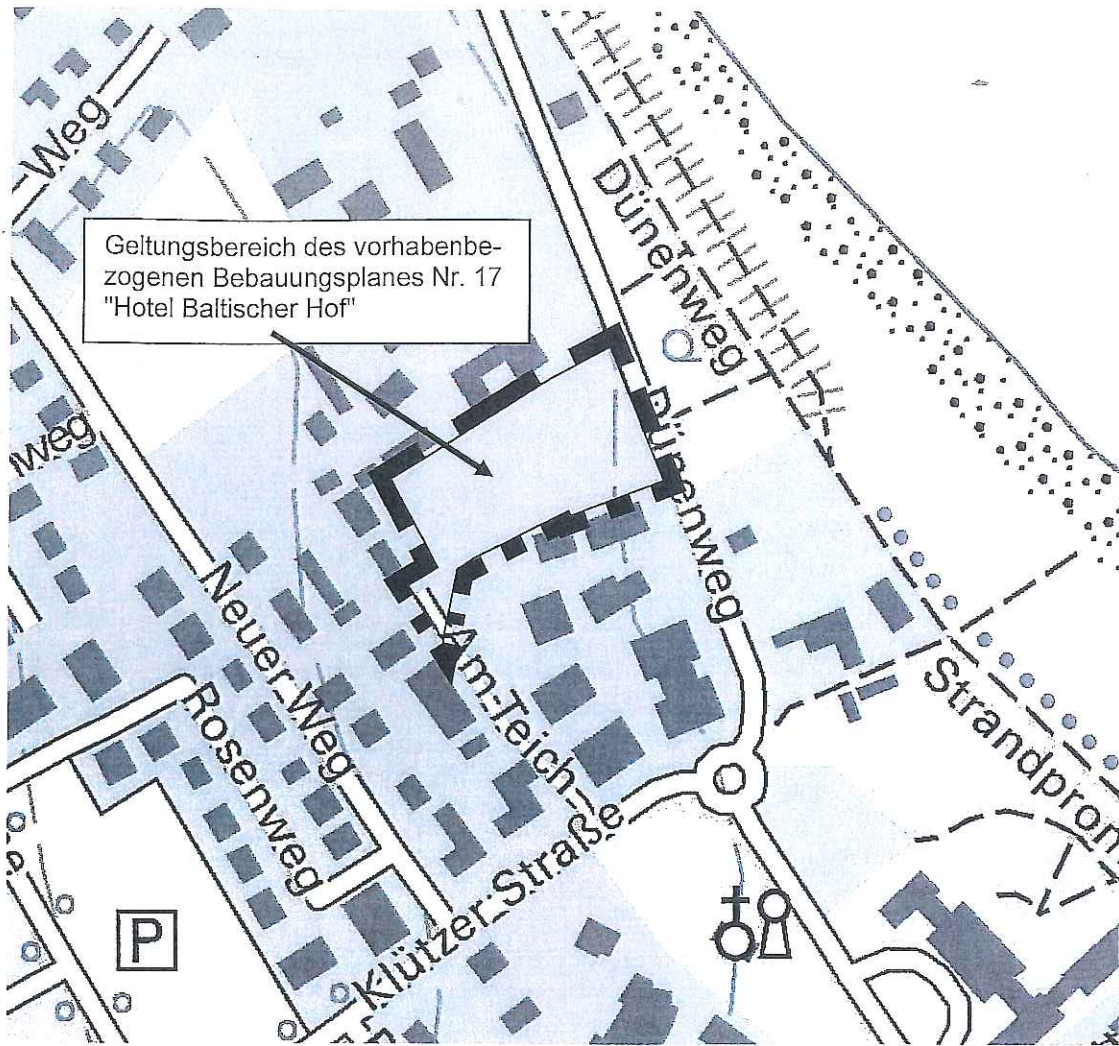 -Weg
Geltungsbereich des vorhabenbe-
zogenen Bebauungsplanes Nr. 17
"Hotel Baltischer Hof"
Dünenweg
Dünenweg
nweg
Neuer-Weg
Am-Teich
Rosenweg
Strandprom
Klützer-Straße
P